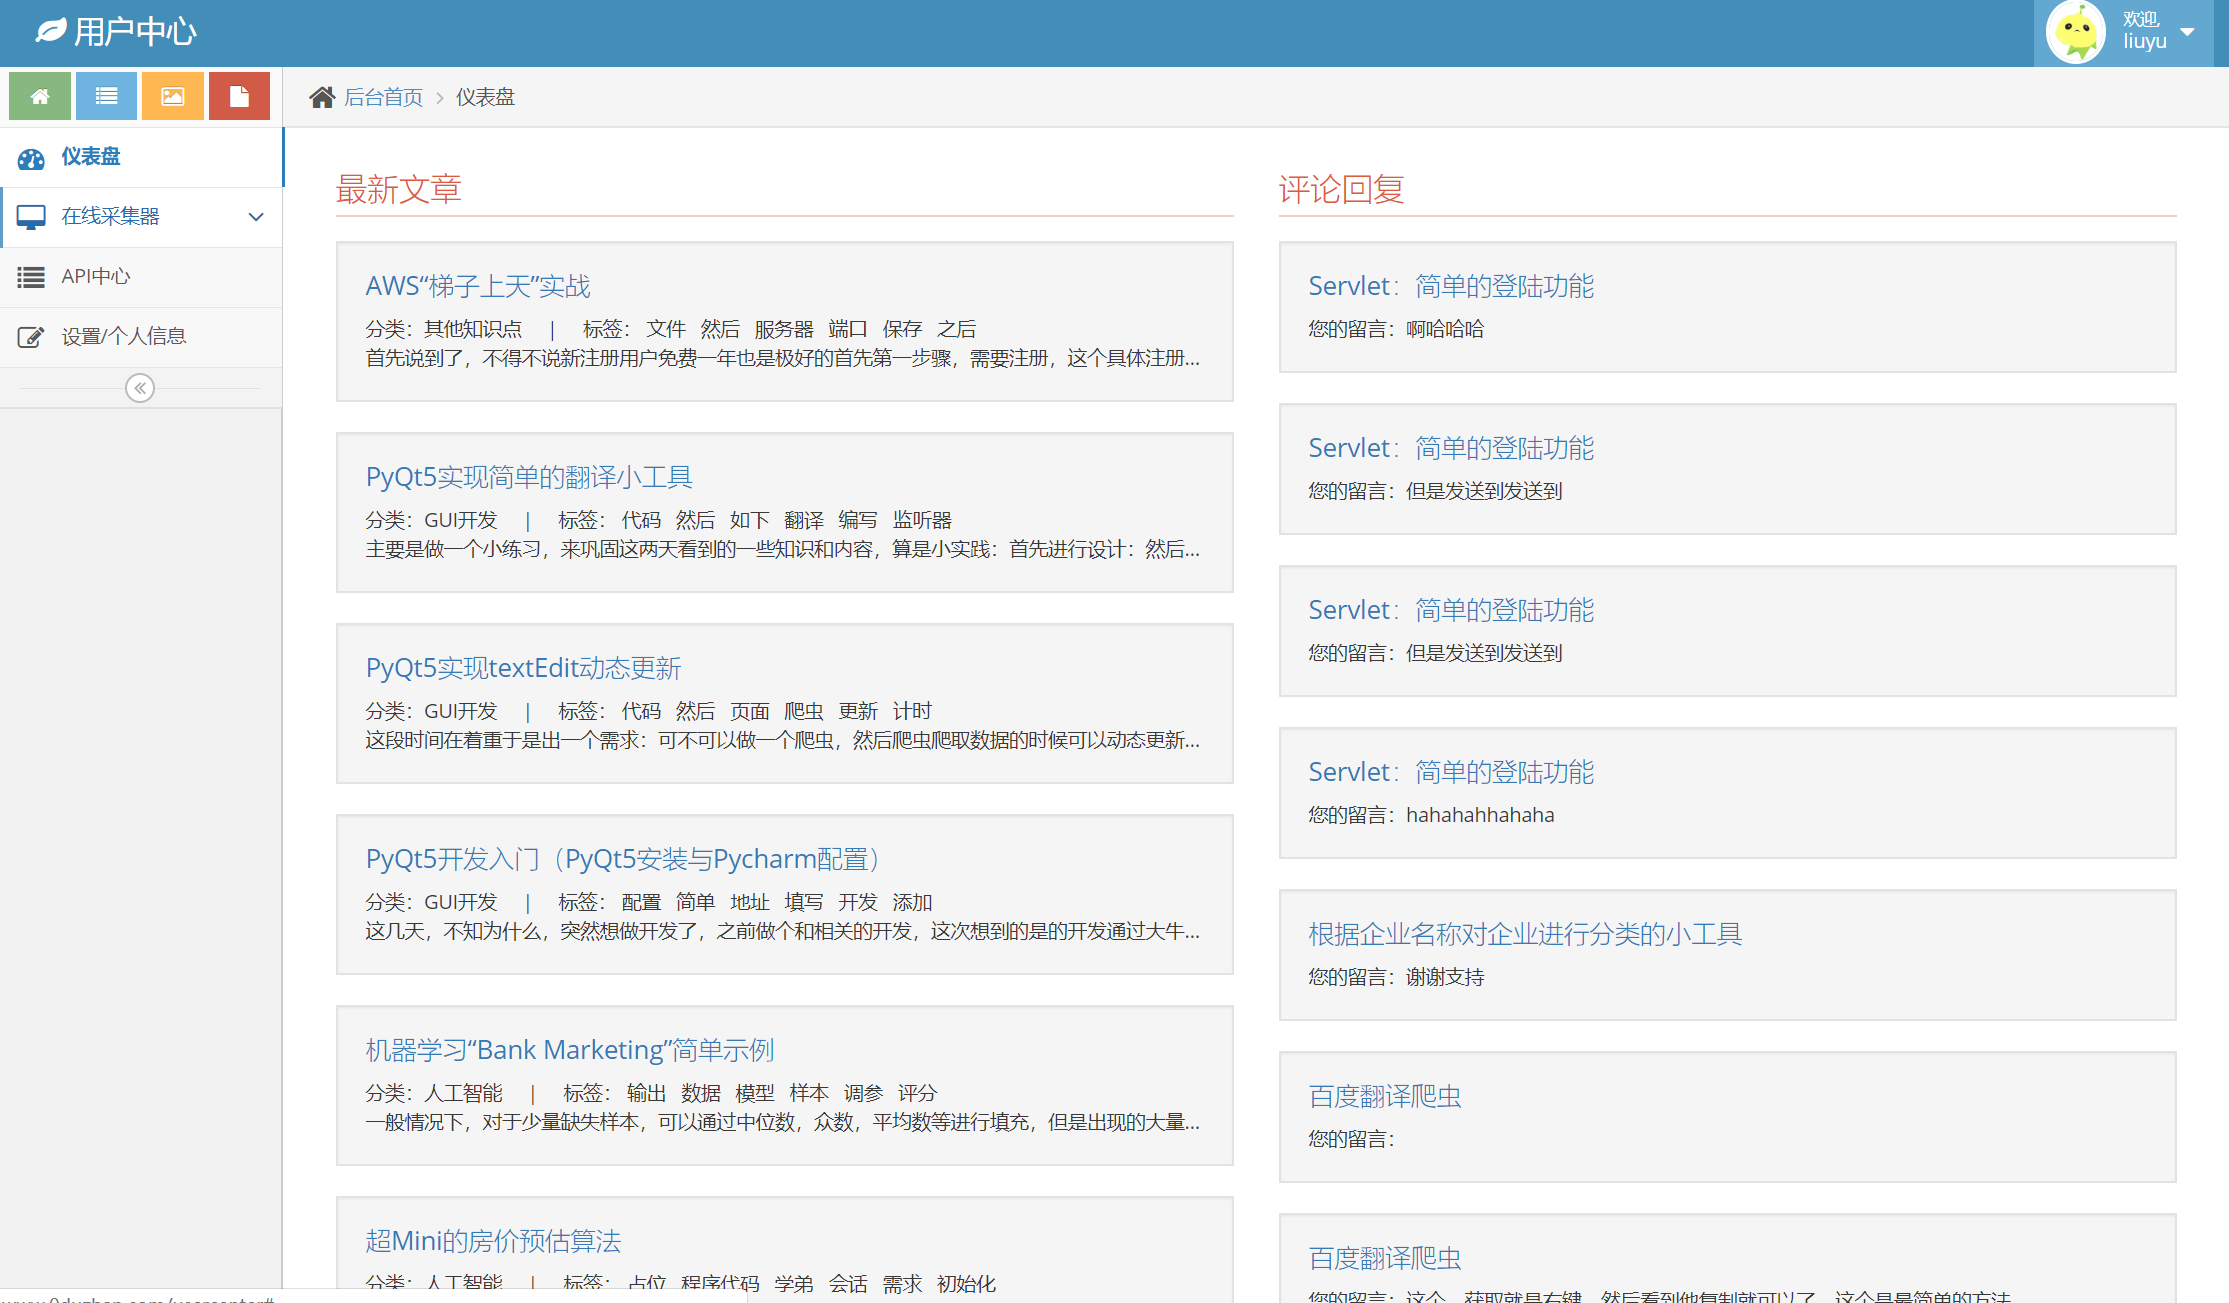 用户中心
欢迎,
liuyu
后台首页 仪表盘
仪表盘
在线采集器
API中心
设置/个人信息
最新文章
AWS“梯子上天”实战
分类：其他知识点 | 标签： 文件 然后 服务器 端口 保存 之后
首先说到了，不得不说新注册用户免费一年也是极好的首先第一步骤，需要注册，这个具体注册...
PyQt5实现简单的翻译小工具
分类：GUI开发 | 标签： 代码 然后 如下 翻译 编写 监听器
主要是做一个小练习，来巩固这两天看到的一些知识和内容，算是小实践：首先进行设计：然后...
PyQt5实现textEdit动态更新
分类：GUI开发 | 标签： 代码 然后 页面 爬虫 更新 计时
这段时间在着重于是出一个需求：可不可以做一个爬虫，然后爬虫爬取数据的时候可以动态更新...
PyQt5开发入门（PyQt5安装与Pycharm配置）
分类：GUI开发 | 标签： 配置 简单 地址 填写 开发 添加
这几天，不知为什么，突然想做开发了，之前做个和相关的开发，这次想到的是的开发通过大牛...
机器学习“Bank Marketing”简单示例
分类：人工智能 | 标签： 输出 数据 模型 样本 调参 评分
一般情况下，对于少量缺失样本，可以通过中位数，众数，平均数等进行填充，但是出现的大量...
超Mini的房价预估算法
分类：人工智能 | 标签： 占位 程序代码 学弟 会话 需求 初始化
评论回复
Servlet：简单的登陆功能
您的留言：啊哈哈哈
Servlet：简单的登陆功能
您的留言：但是发送到发送到
Servlet：简单的登陆功能
您的留言：但是发送到发送到
Servlet：简单的登陆功能
您的留言：hahahahhahaha
根据企业名称对企业进行分类的小工具
您的留言：谢谢支持
百度翻译爬虫
您的留言：
百度翻译爬虫
您的留言：这个，获取就是右键，然后看到他复制就可以了，这个是最简单的方法